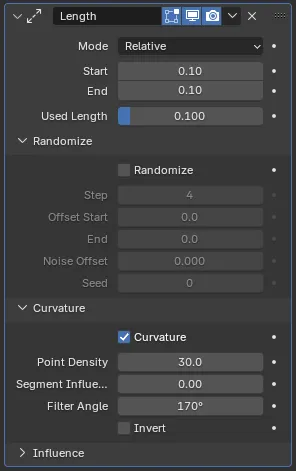 Length
Mode Relative
Start 0.10
End 0.10
Used Length 0.100
Randomize
Randomize
Step 4
Offset Start 0.0
End 0.0
Noise Offset 0.000
Seed 0
Curvature
Curvature
Point Density 30.0
Segment Influe... 0.00
Filter Angle 170°
Invert
Influence